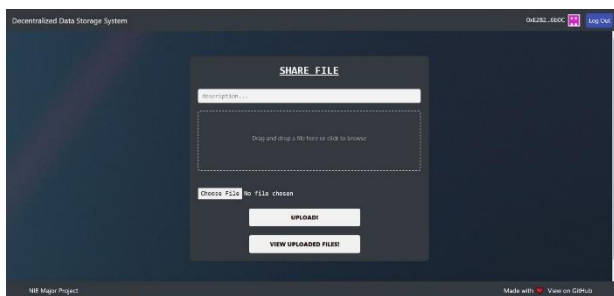 Decentralized Data Storage System
0xE2B2...6b0C Log Out
SHARE FILE
description...
Drag and drop a file here or click to browse
Choose File No file chosen
UPLOAD!
VIEW UPLOADED FILES!
NIE Major Project
Made with View on GitHub